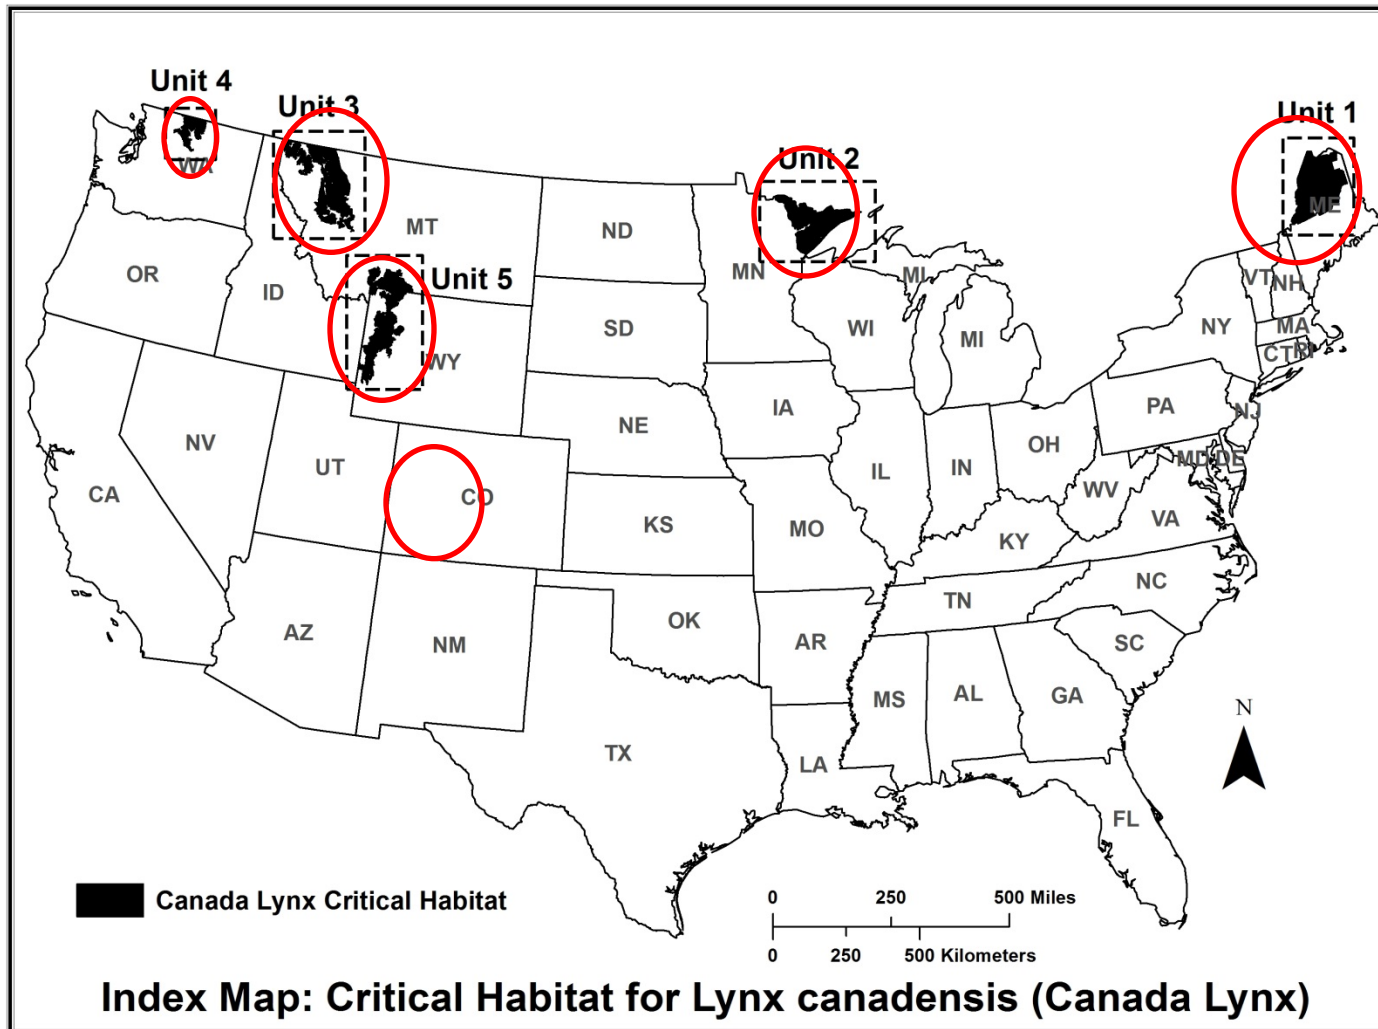 Unit 4
Unit 3
Unit 1
Unit 2
WA
ME
MT
ND
OR
MN
MI
VT
NH
ID
Unit 5
SD
WI
MI
NY
MA
CT
RI
WY
IA
PA
NJ
NE
NV
UT
CO
IL
IN
OH
MD
DE
CA
KS
MO
WV
VA
KY
NC
TN
AZ
NM
OK
AR
SC
MS
AL
GA
N
TX
LA
FL
Canada Lynx Critical Habitat
0 250 500 Miles
0 250 500 Kilometers
Index Map: Critical Habitat for Lynx canadensis (Canada Lynx)